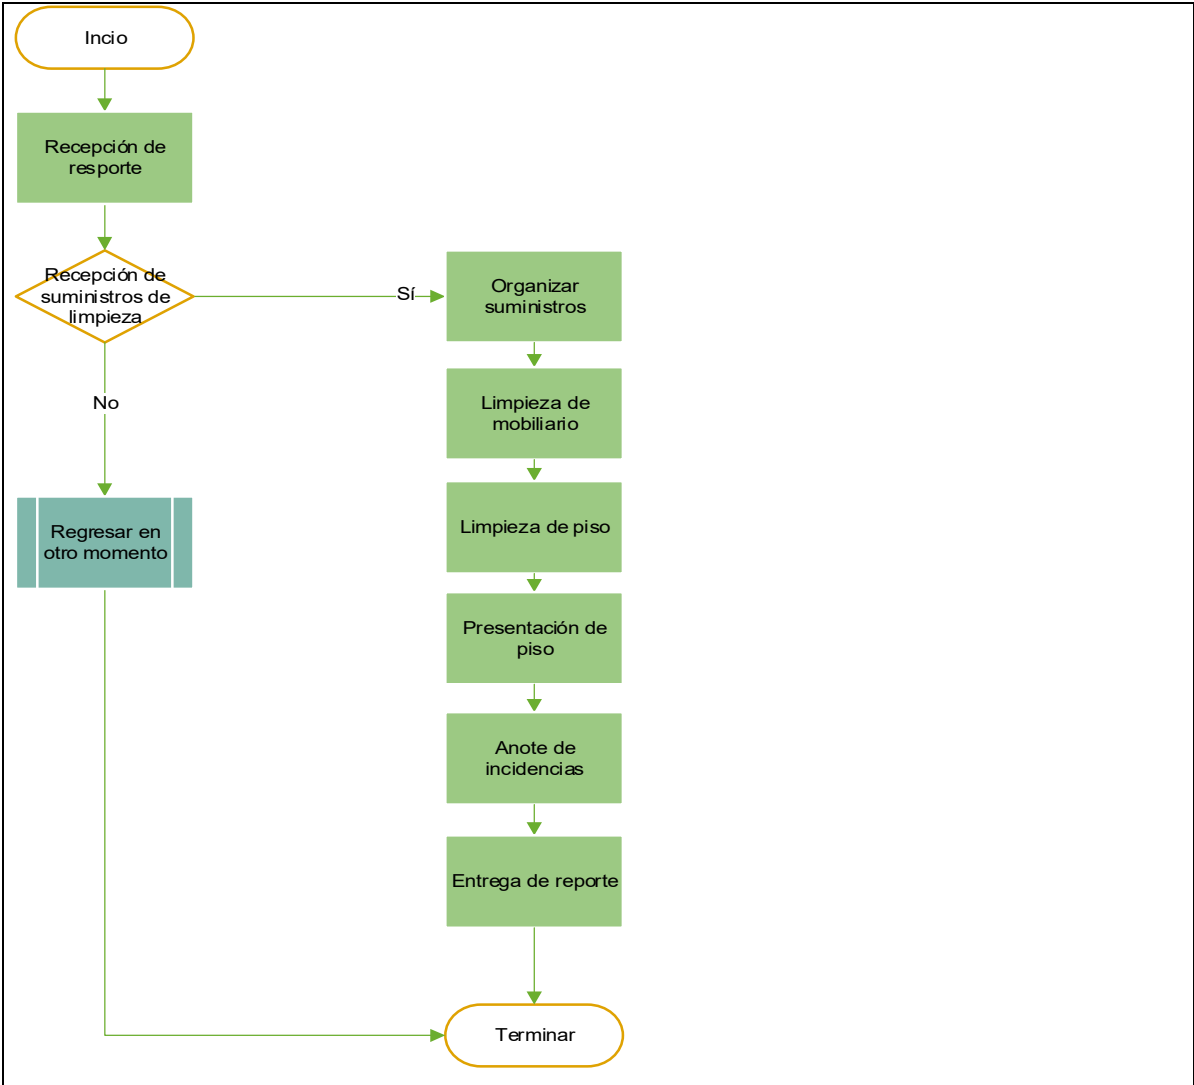 Incio
Recepción de
resporte
Recepción de
suministros de
limpieza
Sí
Organizar
suministros
Limpieza de
mobiliario
No
Limpieza de piso
Regresar en
otro momento
Presentación de
piso
Anote de
incidencias
Entrega de reporte
Terminar